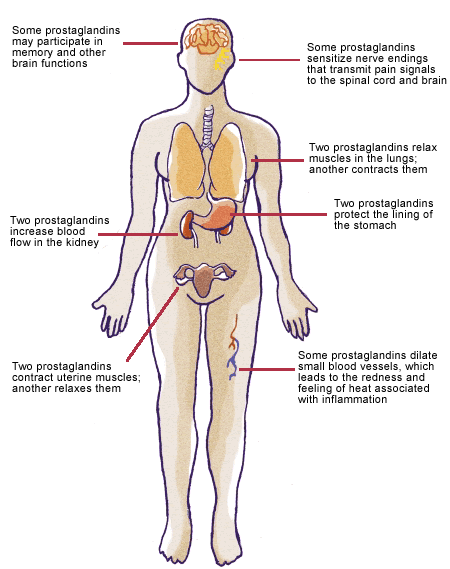 Some prostaglandins
may participate in
memory and other
brain functions
Some prostaglandins
sensitize nerve endings
that transmit pain signals
to the spinal cord and brain
Two prostaglandins relax
muscles in the lungs;
another contracts them
Two prostaglandins
protect the lining of
the stomach
Two prostaglandins
increase blood
flow in the kidney
Two prostaglandins
contract uterine muscles;
another relaxes them
Some prostaglandins dilate
small blood vessels, which
leads to the redness and
feeling of heat associated
with inflammation